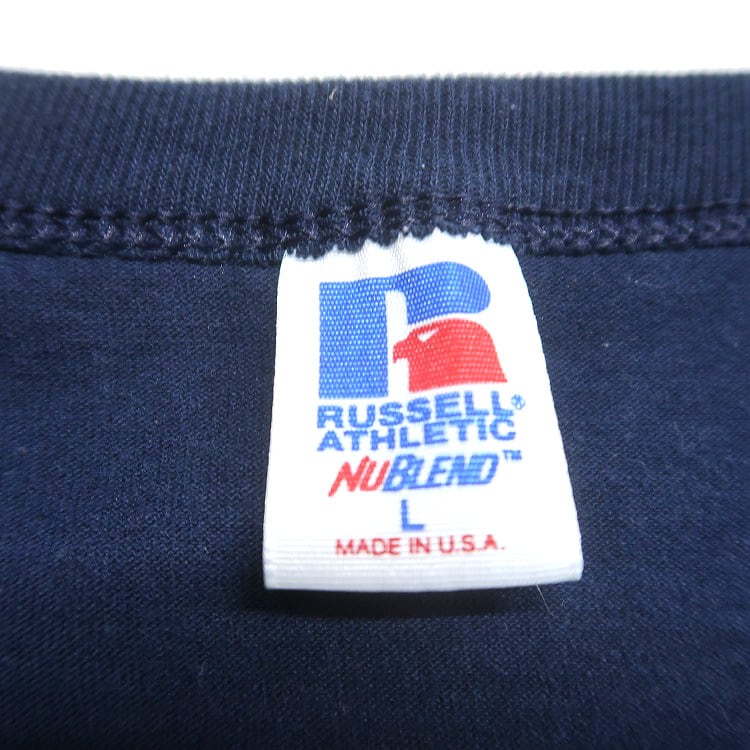 RUSSELL®
ATHLETIC
NUBLEND™
L
MADE IN U.S.A.